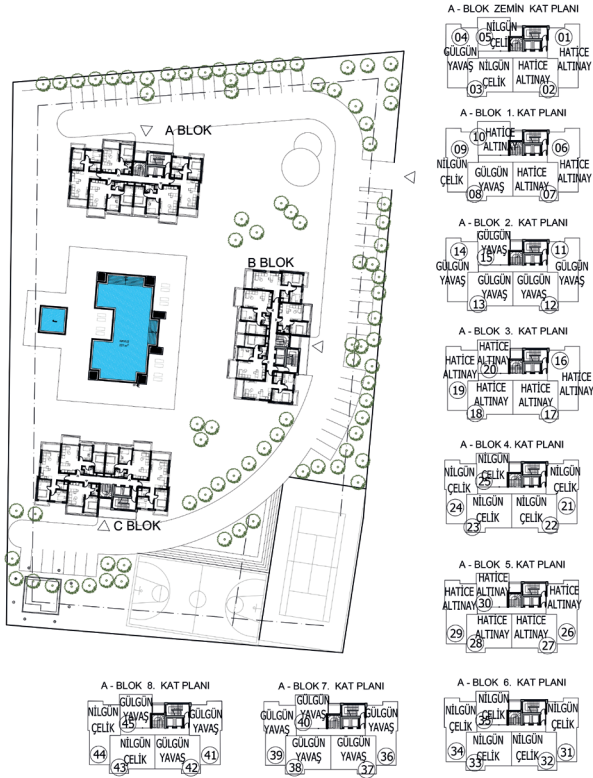 A - BLOK ZEMİN KAT PLANI
04
05
NİLGÜN
ÇELİK
01
GÜLGÜN
YAVAŞ
HATİCE
ALTINAY
NİLGÜN
ÇELİK
HATİCE
ALTINAY
03
02
A - BLOK 1. KAT PLANI
10
HATİCE
ALTINAY
09
06
NİLGÜN
ÇELİK
HATİCE
ALTINAY
GÜLGÜN
YAVAŞ
HATİCE
ALTINAY
08
07
A - BLOK 2. KAT PLANI
GÜLGÜN
YAVAŞ
14
15
11
GÜLGÜN
YAVAŞ
GÜLGÜN
YAVAŞ
GÜLGÜN
YAVAŞ
GÜLGÜN
YAVAŞ
13
12
A - BLOK 3. KAT PLANI
HATİCE
ALTINAY
20
16
HATİCE
ALTINAY
HATİCE
ALTINAY
19
HATİCE
ALTINAY
HATİCE
ALTINAY
18
17
A - BLOK 4. KAT PLANI
NİLGÜN
ÇELİK
25
NİLGÜN
ÇELİK
NİLGÜN
ÇELİK
24
21
NİLGÜN
ÇELİK
NİLGÜN
ÇELİK
23
22
A - BLOK 5. KAT PLANI
HATİCE
ALTINAY
30
HATİCE
ALTINAY
HATİCE
ALTINAY
29
26
HATİCE
ALTINAY
HATİCE
ALTINAY
28
27
A - BLOK 6. KAT PLANI
NİLGÜN
ÇELİK
35
NİLGÜN
ÇELİK
NİLGÜN
ÇELİK
34
31
NİLGÜN
ÇELİK
NİLGÜN
ÇELİK
33
32
A - BLOK 7. KAT PLANI
GÜLGÜN
YAVAŞ
40
GÜLGÜN
YAVAŞ
GÜLGÜN
YAVAŞ
39
36
GÜLGÜN
YAVAŞ
GÜLGÜN
YAVAŞ
38
37
A - BLOK 8. KAT PLANI
GÜLGÜN
YAVAŞ
45
NİLGÜN
ÇELİK
GÜLGÜN
YAVAŞ
44
41
NİLGÜN
ÇELİK
GÜLGÜN
YAVAŞ
43
42
A BLOK
B BLOK
C BLOK